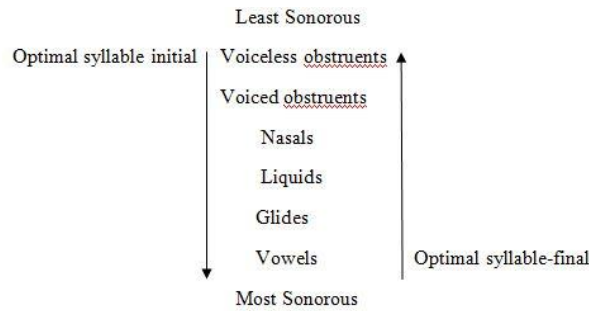 Least Sonorous
Optimal syllable initial Voiceless obstruents
Voiced obstruents
Nasals
Liquids
Glides
Vowels Optimal syllable-final
Most Sonorous